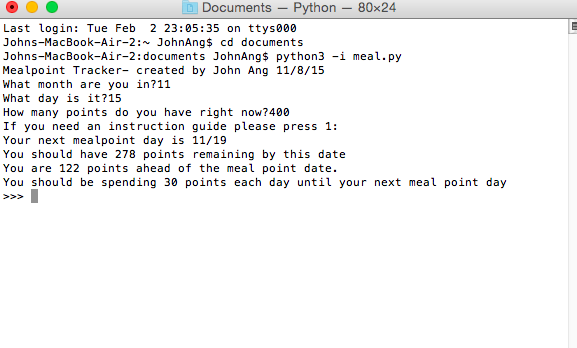 Documents — Python — 80×24
Last login: Tue Feb  2 23:05:35 on ttys000
Johns-MacBook-Air-2:~ JohnAng$ cd documents
Johns-MacBook-Air-2:documents JohnAng$ python3 -i meal.py
Mealpoint Tracker- created by John Ang 11/8/15
What month are you in?11
What day is it?15
How many points do you have right now?400
If you need an instruction guide please press 1:
Your next mealpoint day is 11/19
You should have 278 points remaining by this date
You are 122 points ahead of the meal point date.
You should be spending 30 points each day until your next meal point day
>>>